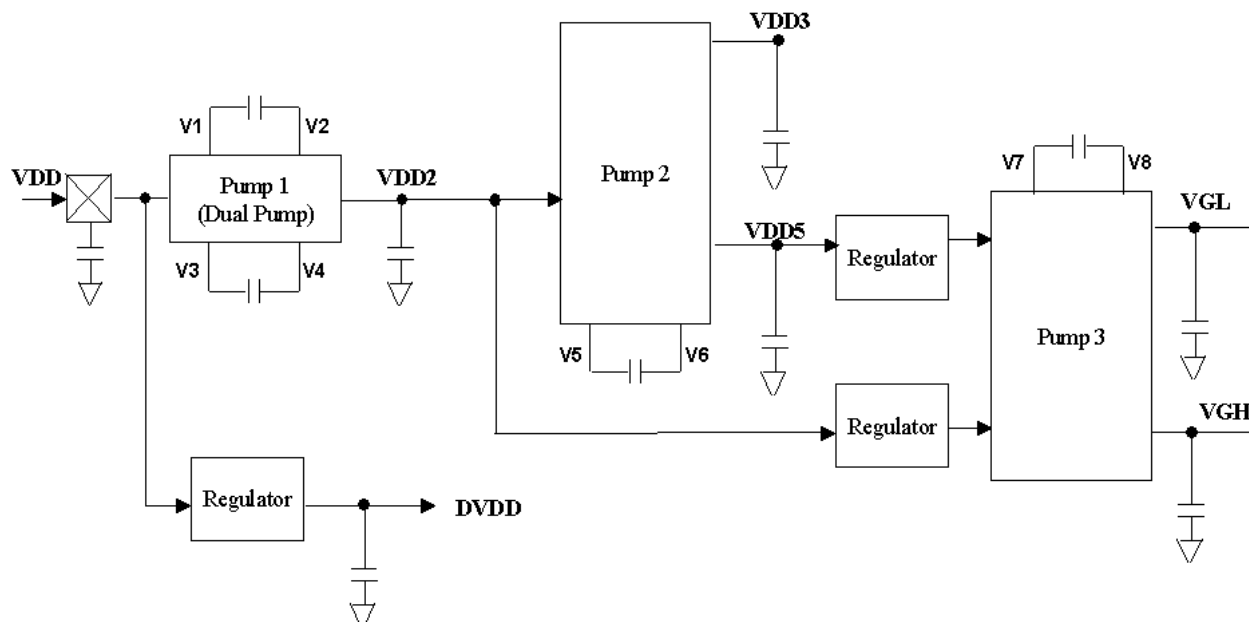 VDD3
V1
V2
V7
V8
VDD
Pump 1
(Dual Pump)
VDD2
Pump 2
VGL
VDD5
Regulator
V3
V4
Pump 3
V5
V6
VGH
Regulator
Regulator
DVDD